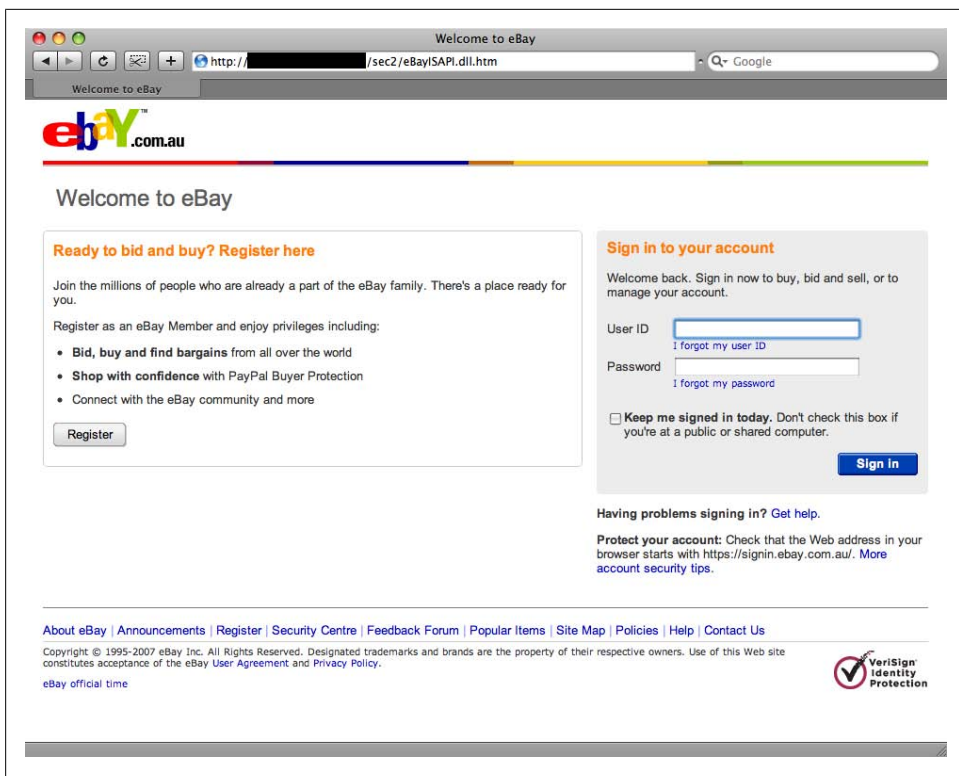 Welcome to eBay
http:// /sec2/eBayISAPI.dll.htm
Google
Welcome to eBay
ebaY™.com.au
Welcome to eBay
Ready to bid and buy? Register here
Join the millions of people who are already a part of the eBay family. There's a place ready for
you.
Register as an eBay Member and enjoy privileges including:
• Bid, buy and find bargains from all over the world
• Shop with confidence with PayPal Buyer Protection
• Connect with the eBay community and more
Register
Sign in to your account
Welcome back. Sign in now to buy, bid and sell, or to
manage your account.
User ID
I forgot my user ID
Password
I forgot my password
Keep me signed in today. Don't check this box if
you're at a public or shared computer.
Sign in
Having problems signing in? Get help.
Protect your account: Check that the Web address in your
browser starts with https://signin.ebay.com.au/. More
account security tips.
About eBay | Announcements | Register | Security Centre | Feedback Forum | Popular Items | Site Map | Policies | Help | Contact Us
Copyright © 1995-2007 eBay Inc. All Rights Reserved. Designated trademarks and brands are the property of their respective owners. Use of this Web site
constitutes acceptance of the eBay User Agreement and Privacy Policy.
eBay official time
VeriSign
Identity
Protection